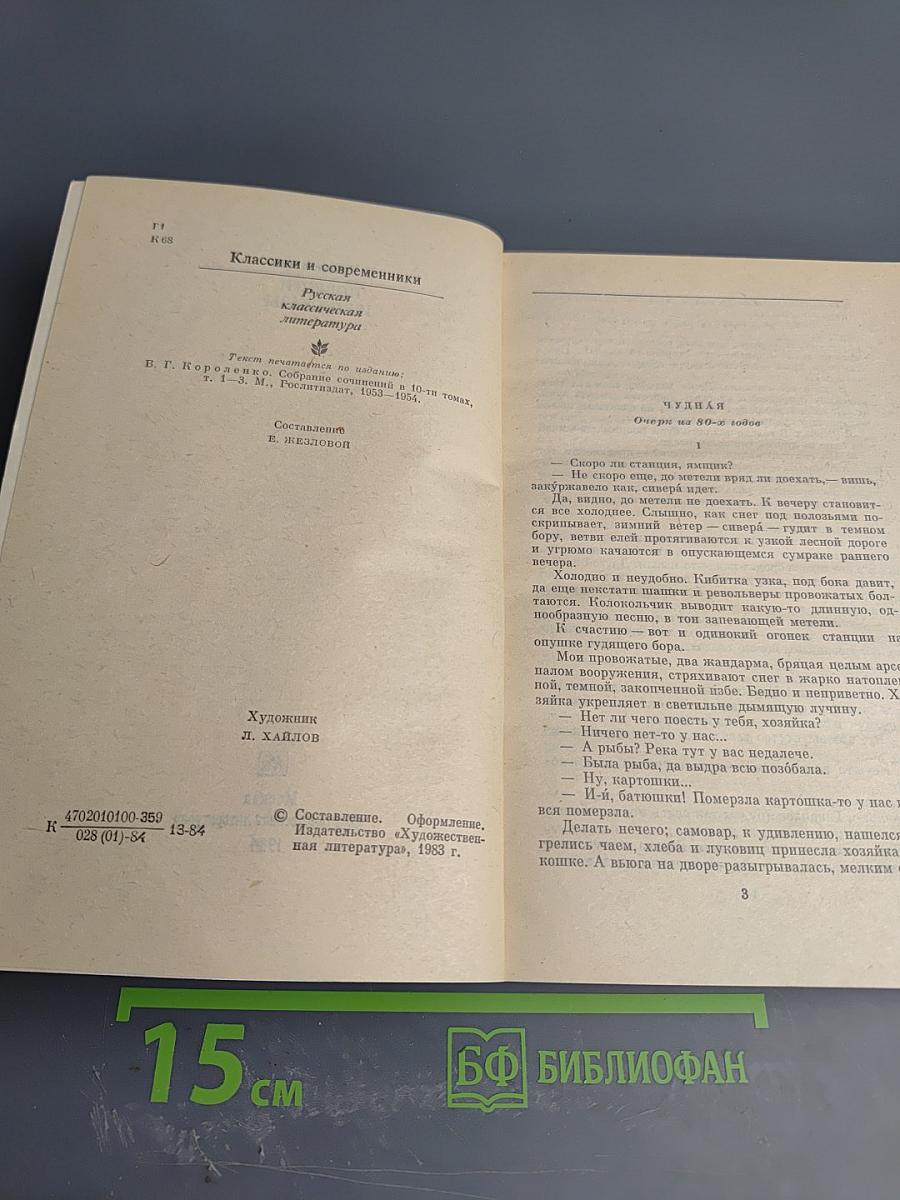 Г1
К 68
Классики и современники
Русская
классическая
литература
Текст печатается по изданию:
В. Г. Короленко. Собрание сочинений в 10-ти томах,
т. 1—3. М., Гослитиздат, 1953—1954.
Составление
Е. ЖЕЗЛОВОЙ
Художник
Л. ХАЙЛОВ
К 4702010100-359 13-84
028 (01)-84
© Составление. Оформление.
Издательство «Художествен-
ная литература», 1983 г.
ЧУДНА́Я
Очерк из 80-х годов
1
— Скоро ли станция, ямщик?
— Не скоро еще, до метели вряд ли доехать,— вишь,
закуржавело как, сивера́ идет.
Да, видно, до метели не доехать. К вечеру становит-
ся все холоднее. Слышно, как снег под полозьями по-
скрипывает, зимний ветер — сивера́ — гудит в темном
бору, ветви елей протягиваются к узкой лесной дороге
и угрюмо качаются в опускающемся сумраке раннего
вечера.
Холодно и неудобно. Кибитка узка, под бока давит,
да еще некстати шашки и револьверы провожатых бол-
таются. Колокольчик выводит какую-то длинную, од-
нообразную песню, в тон запевающей метели.
К счастию — вот и одинокий огонек станции на
опушке гудящего бора.
Мои провожатые, два жандарма, бряцая целым арсе
налом вооружения, стряхивают снег в жарко натоплен
ной, темной, закопченной избе. Бедно и неприветно. Х
зяйка укрепляет в светильне дымящую лучину.
— Нет ли чего поесть у тебя, хозяйка?
— Ничего нет-то у нас...
— А рыбы? Река тут у вас недалече.
— Была рыба, да выдра всю позо́бала.
— Ну, картошки...
— И-и́, батюшки! Померзла картошка-то у нас н
вся померзла.
Делать нечего; самовар, к удивлению, нашелся
грелись чаем, хлеба и луковиц принесла хозяйка
кошке. А вьюга на дворе разыгрывалась, мелким с
3
15 см
БФ БИБЛИОФАН